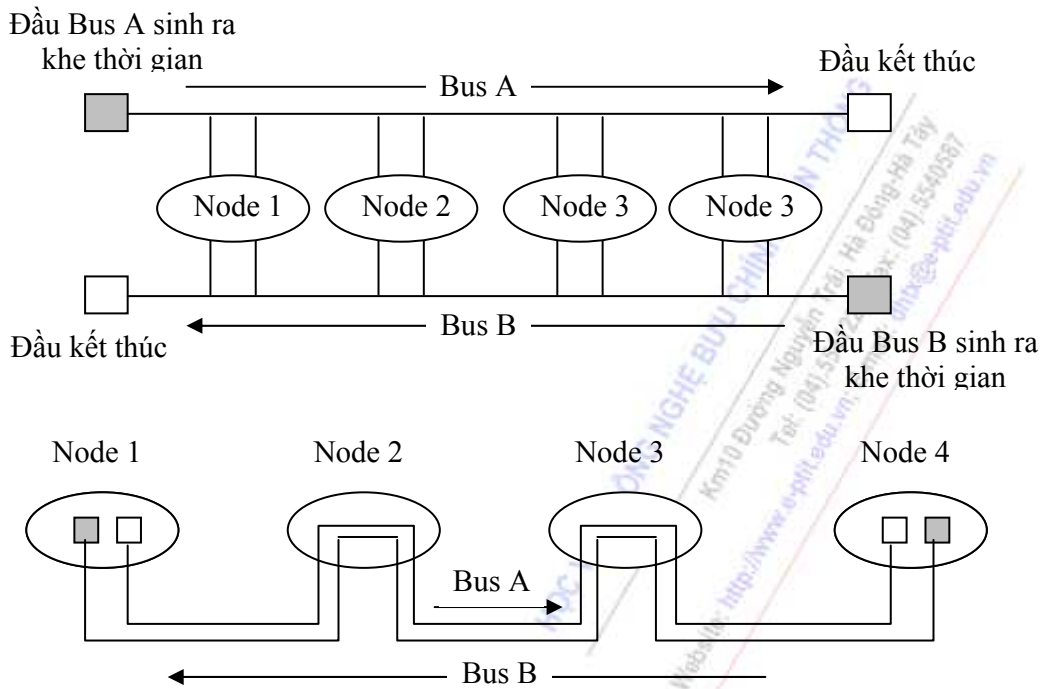 Đầu Bus A sinh ra
khe thời gian
Đầu kết thúc
Bus A
Node 1
Node 2
Node 3
Node 3
Bus B
Đầu kết thúc
Đầu Bus B sinh ra
khe thời gian
Node 1
Node 2
Node 3
Node 4
Bus A
Bus B